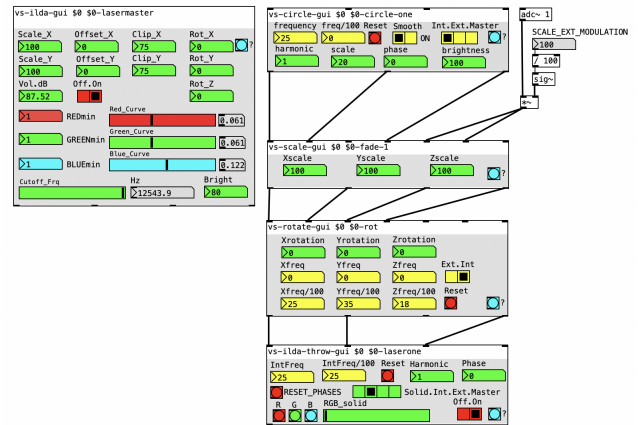 vs-ilda-gui $0 $0-lasermaster
Scale_X Offset_X Clip_X Rot_X
100 0 75 0 ?
Scale_Y Offset_Y Clip_Y Rot_Y
100 0 75 0
Vol.dB Off.On Rot_Z
87.52 0
1 REDmin Red_Curve 0.061
1 GREENmin Green_Curve 0.061
1 BLUEmin Blue_Curve 0.122
Cutoff_Frq Hz Bright
12543.9 80
vs-circle-gui $0 $0-circle-one
frequency freq/100 Reset Smooth Int.Ext.Master
25 0 ON ?
harmonic scale phase brightness
1 20 0 100
adc~ 1
SCALE_EXT_MODULATION
100
/ 100
sig~
*~
vs-scale-gui $0 $0-fade-1
Xscale Yscale Zscale
100 100 100 ?
vs-rotate-gui $0 $0-rot
Xrotation Yrotation Zrotation
0 0 0
Xfreq Yfreq Zfreq Ext.Int
0 0 0
Xfreq/100 Yfreq/100 Zfreq/100 Reset
25 35 18 ?
vs-ilda-throw-gui $0 $0-laserone
IntFreq IntFreq/100 Reset Harmonic Phase
25 25 1 0
RESET_PHASES Solid.Int.Ext.Master
R G B RGB_solid Off.On
?